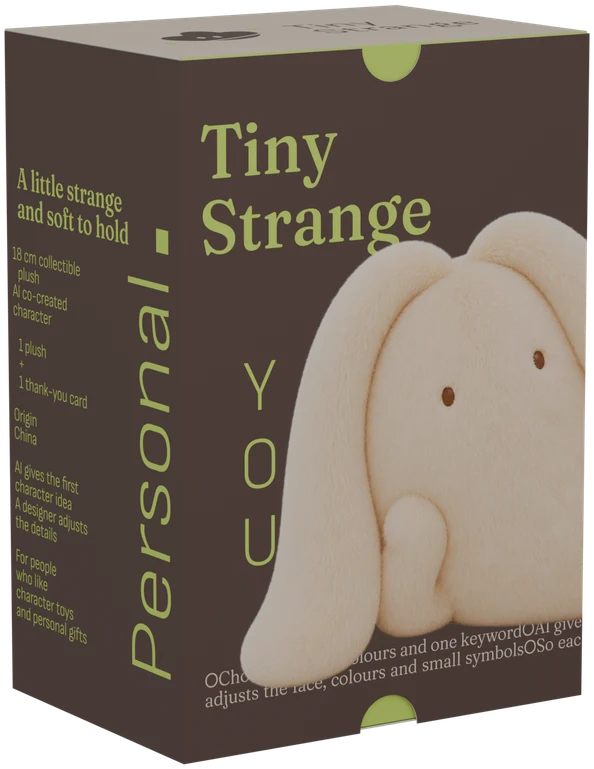 Tiny
Strange
Tiny
Strange
YOU
OCho
olours and one keywordOAI give
adjusts the face, colours and small symbolsOSo eac
A little strange
and soft to hold
18 cm collectible
plush
AI co-created
character
1 plush
+
1 thank-you card
Origin
China
AI gives the first
character idea
A designer adjusts
the details
For people
who like
character toys
and personal gifts
Personal.